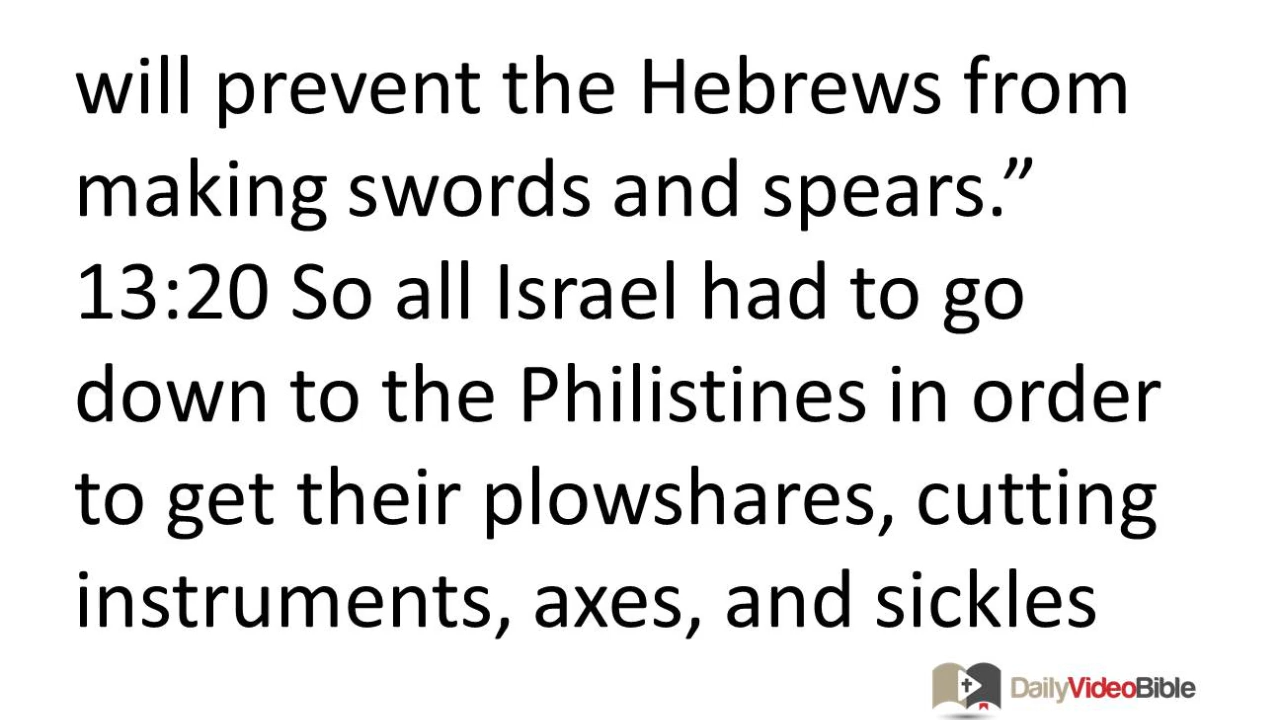 will prevent the Hebrews from
making swords and spears.”
13:20 So all Israel had to go
down to the Philistines in order
to get their plowshares, cutting
instruments, axes, and sickles
DailyVideoBible